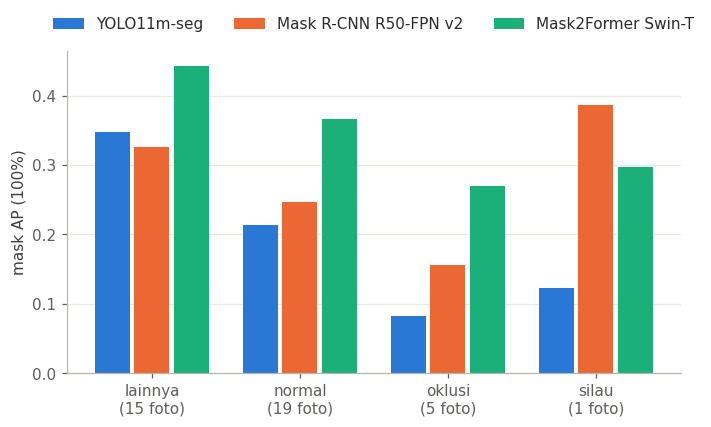 YOLO11m-seg Mask R-CNN R50-FPN v2 Mask2Former Swin-T
mask AP (100%)
0.4
0.3
0.2
0.1
0.0
lainnya normal oklusi silau
(15 foto) (19 foto) (5 foto) (1 foto)